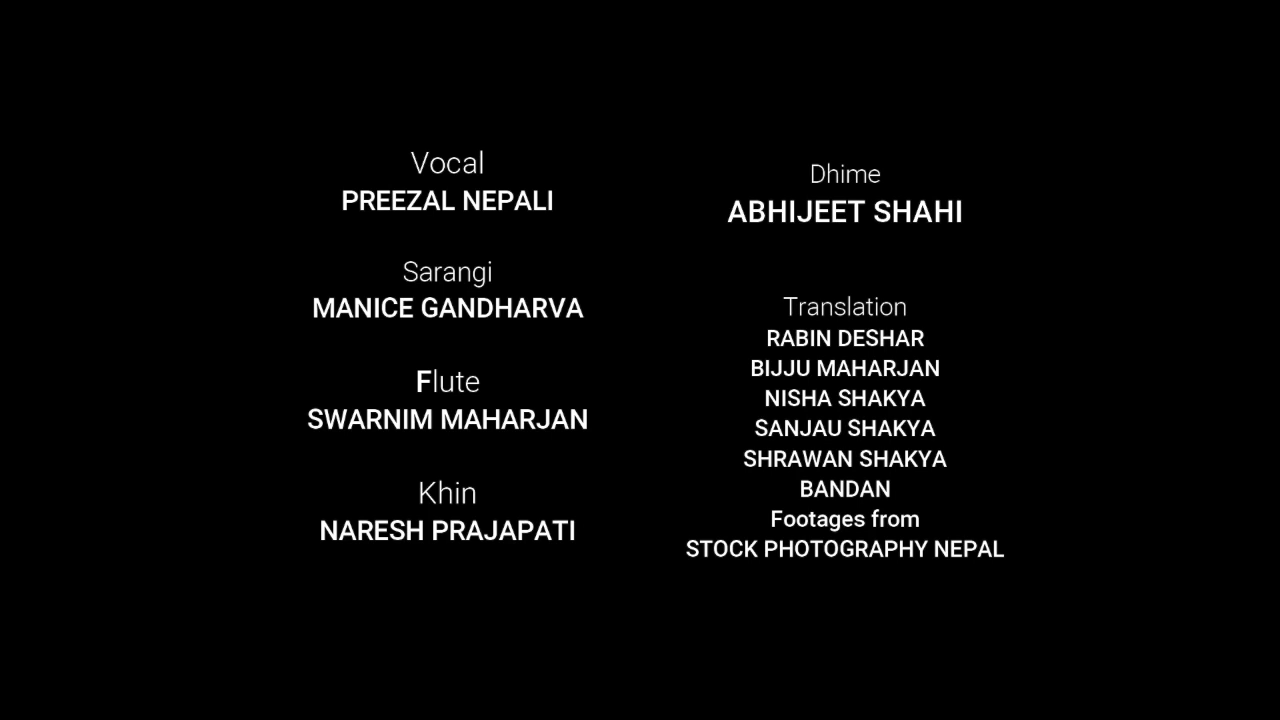 Vocal
PREEZAL NEPALI
Sarangi
MANICE GANDHARVA
Flute
SWARNIM MAHARJAN
Khin
NARESH PRAJAPATI
Dhime
ABHIJEET SHAHI
Translation
RABIN DESHAR
BIJJU MAHARJAN
NISHA SHAKYA
SANJAU SHAKYA
SHRAWAN SHAKYA
BANDAN
Footages from
STOCK PHOTOGRAPHY NEPAL